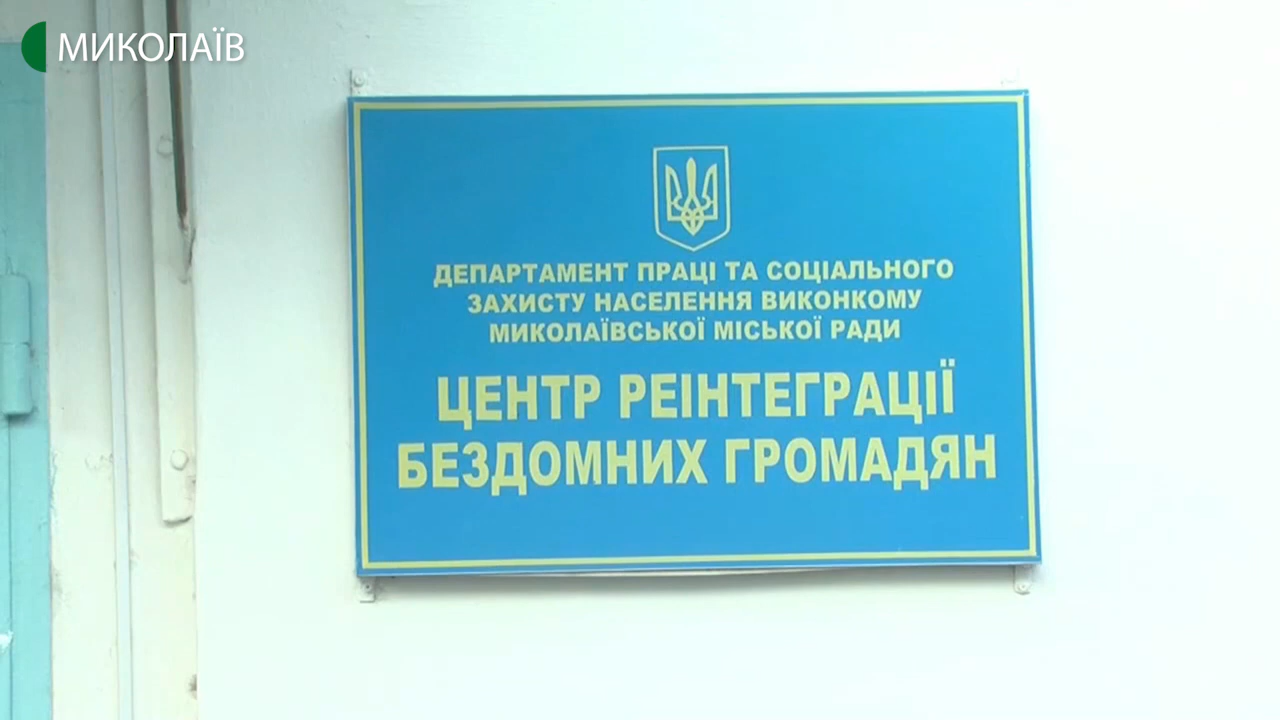 МИКОЛАЇВ
ДЕПАРТАМЕНТ ПРАЦІ ТА СОЦІАЛЬНОГО
ЗАХИСТУ НАСЕЛЕННЯ ВИКОНКОМУ
МИКОЛАЇВСЬКОЇ МІСЬКОЇ РАДИ
ЦЕНТР РЕІНТЕГРАЦІЇ
БЕЗДОМНИХ ГРОМАДЯН